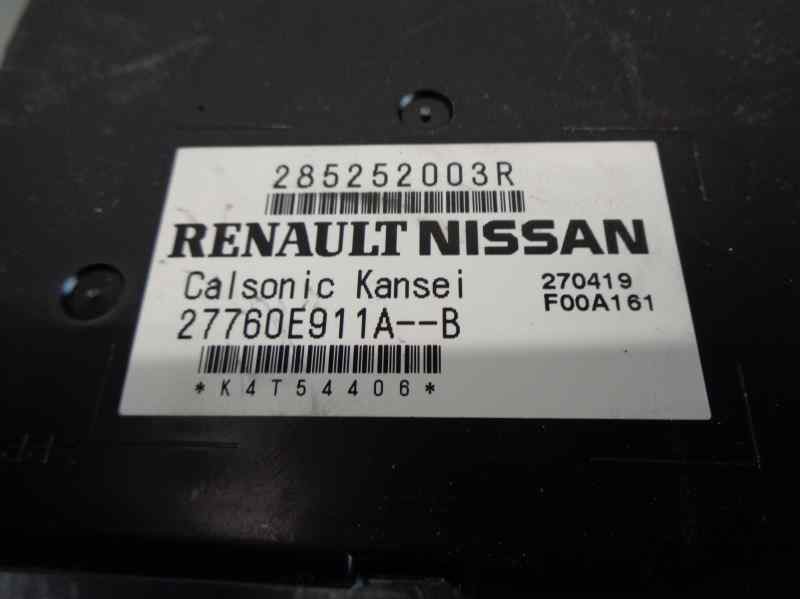 285252003R
RENAULT NISSAN
Calsonic Kansei 270419
27760E911A--B F00A161
*K4T54406*